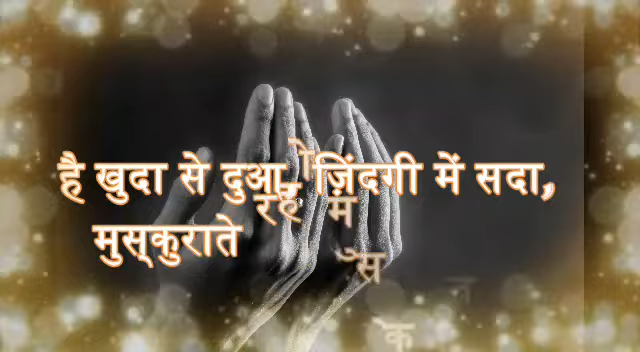 है खुदा से दुआ, ज़िंदगी में सदा,
मुस्कुराते